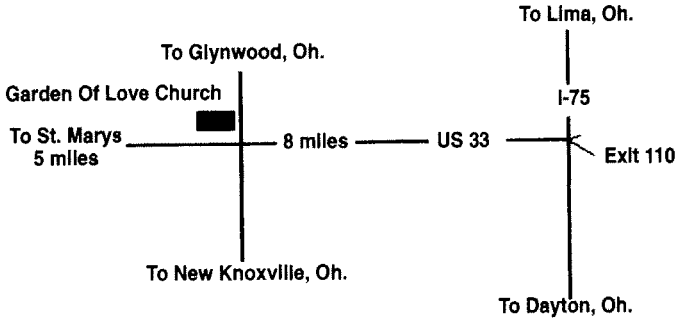 To Lima, Oh.
To Glynwood, Oh.
Garden Of Love Church
I-75
To St. Marys
5 miles
8 miles
US 33
Exit 110
To New Knoxville, Oh.
To Dayton, Oh.